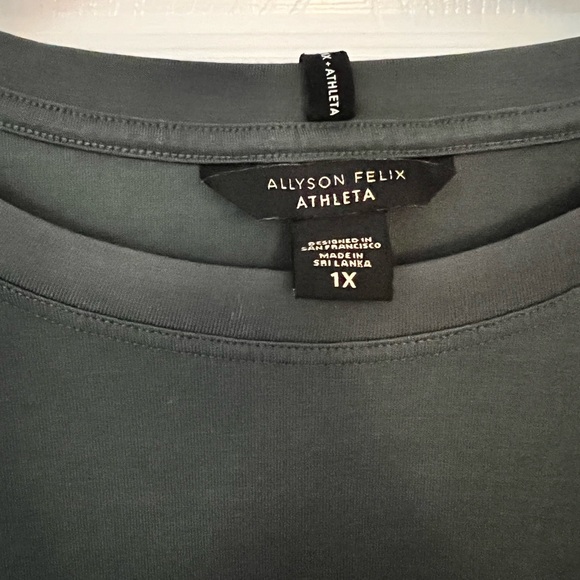 X + ATHLETA
ALLYSON FELIX
ATHLETA
DESIGNED IN
SAN FRANCISCO
MADE IN
SRI LANKA
1X